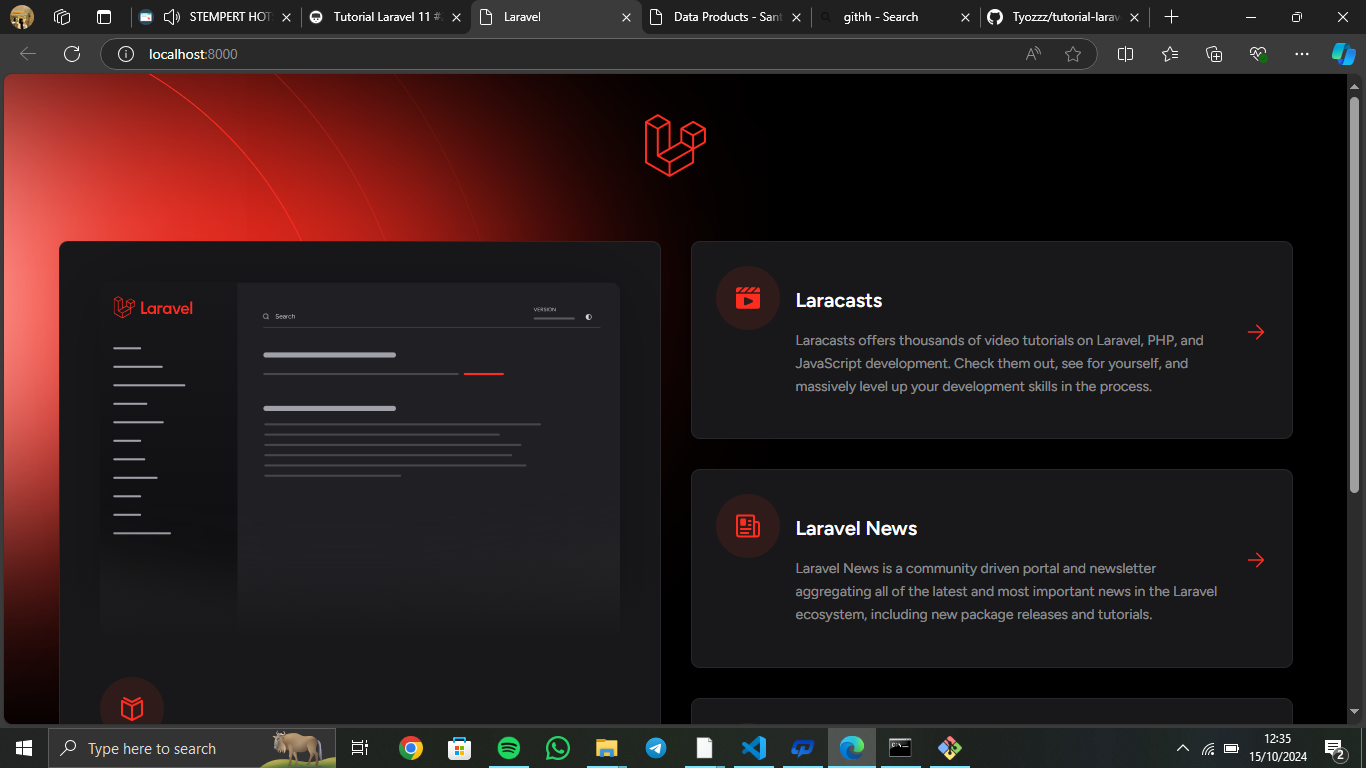 STEMPERT HOT
Tutorial Laravel 11 #
Laravel
Data Products - Sant
githh - Search
Tyozzz/tutorial-larav
localhost:8000
Laravel
Search
VERSION
Laracasts
Laracasts offers thousands of video tutorials on Laravel, PHP, and
JavaScript development. Check them out, see for yourself, and
massively level up your development skills in the process.
Laravel News
Laravel News is a community driven portal and newsletter
aggregating all of the latest and most important news in the Laravel
ecosystem, including new package releases and tutorials.
Type here to search
12:35
15/10/2024
2